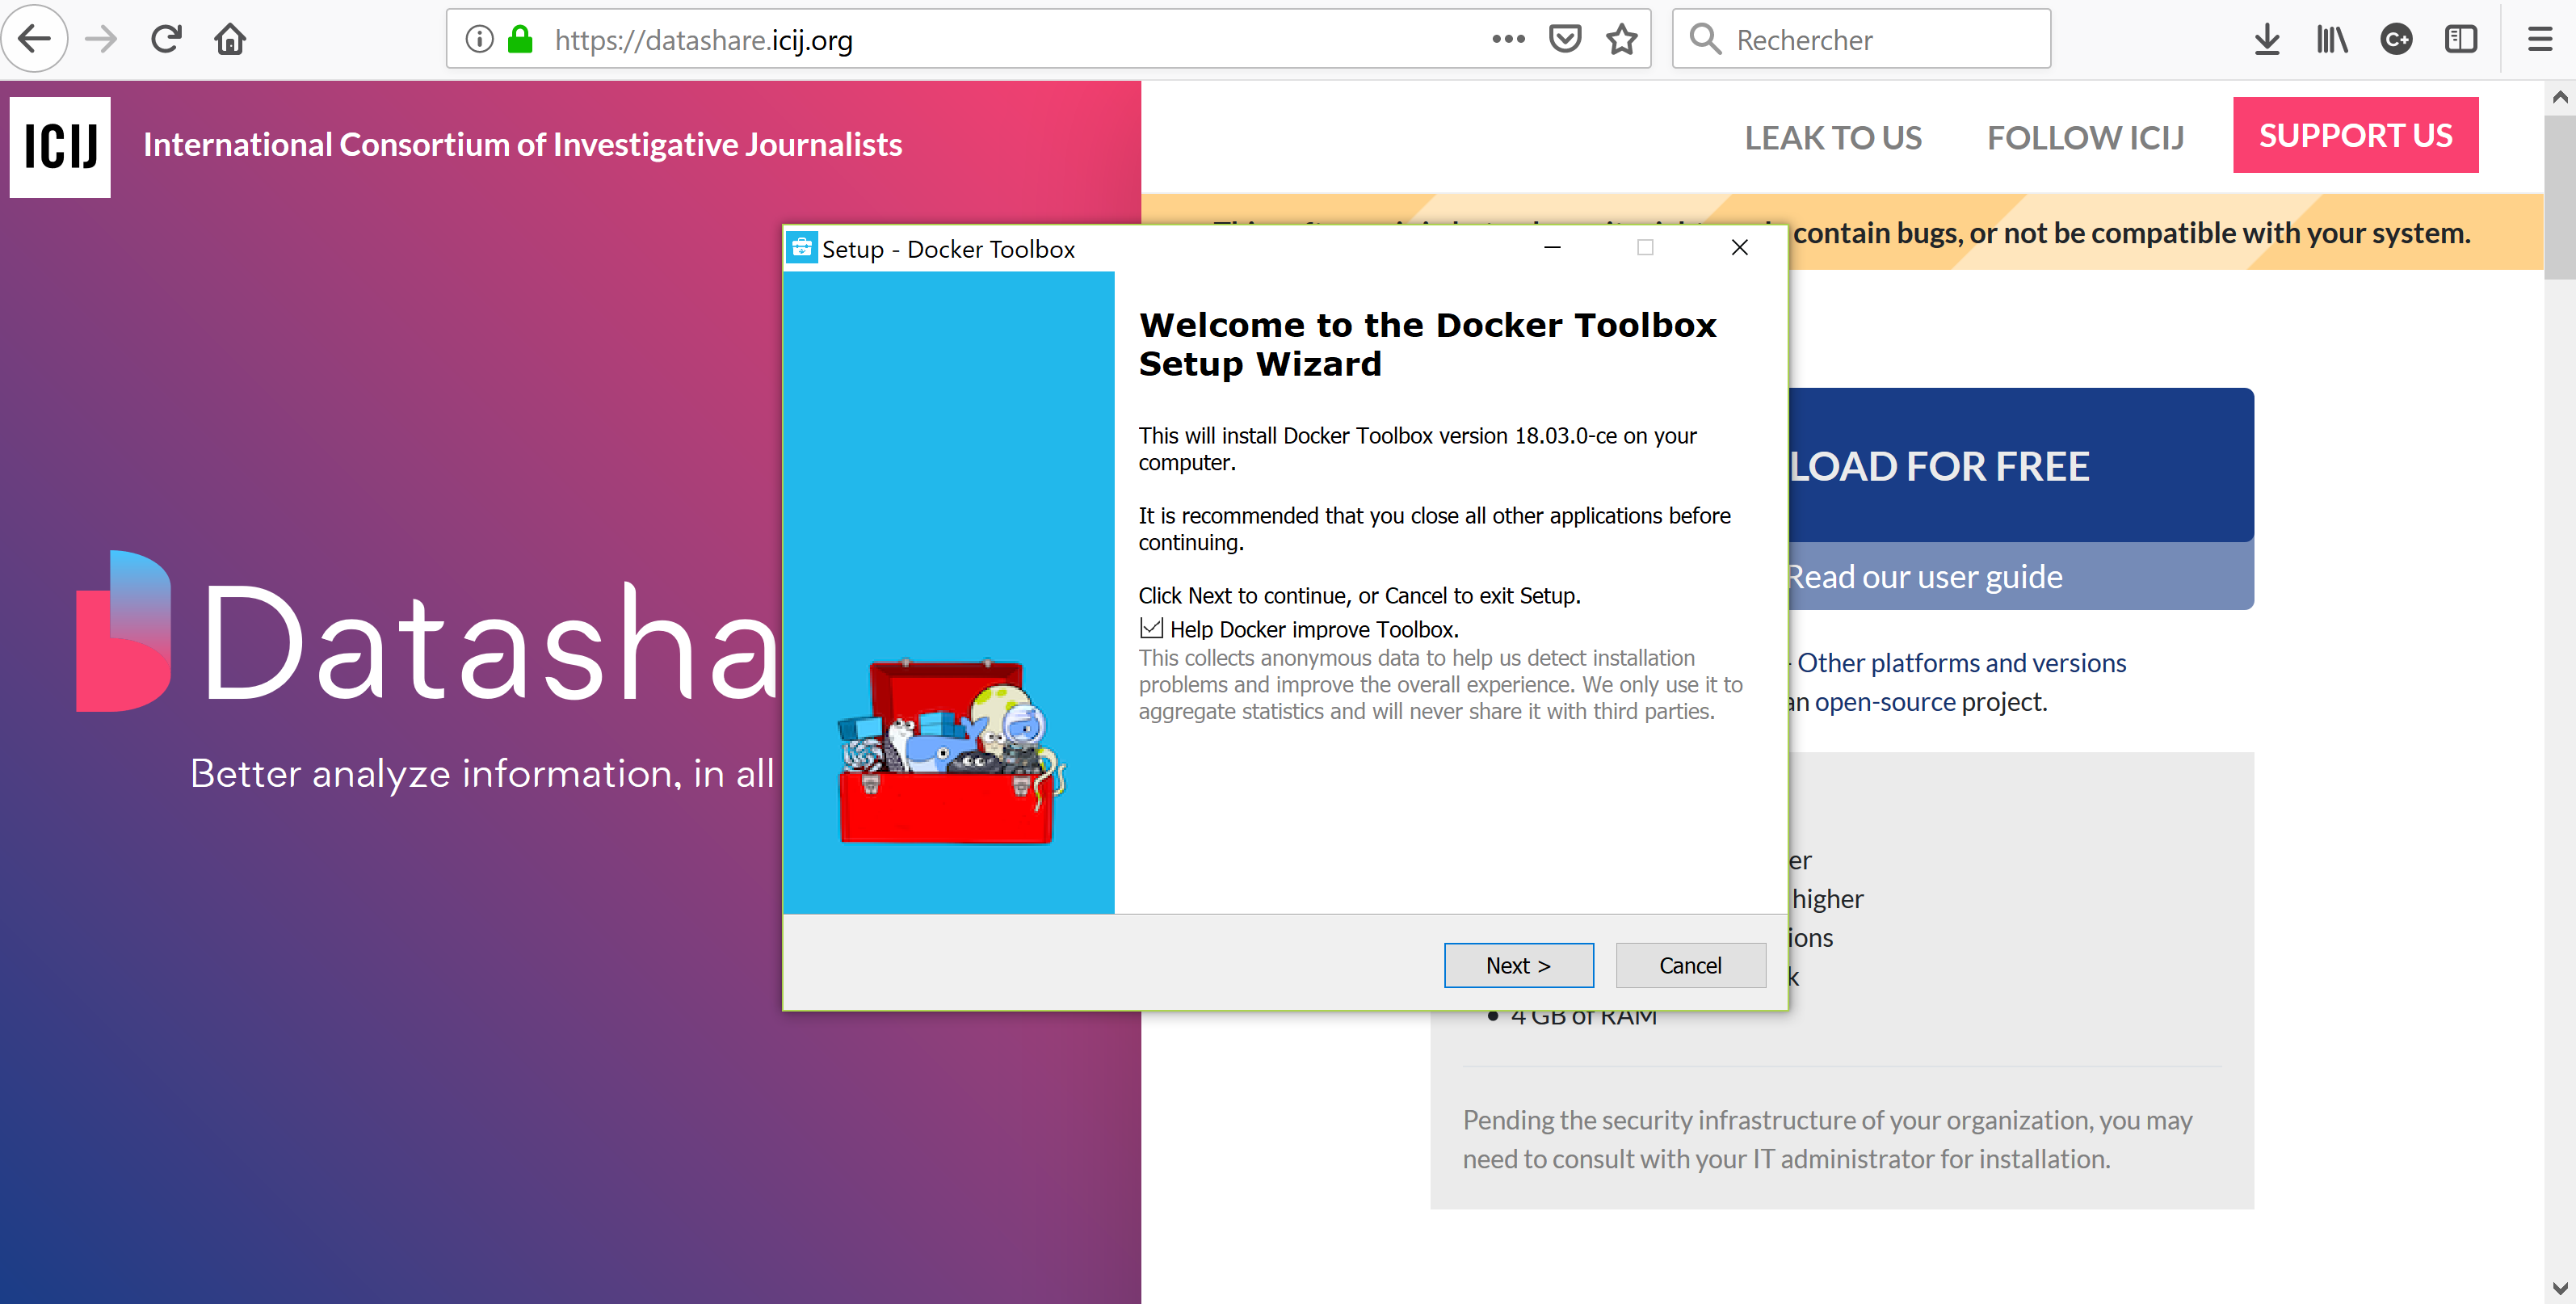 https://datashare.icij.org
Rechercher
ICIJ
International Consortium of Investigative Journalists
LEAK TO US
FOLLOW ICIJ
SUPPORT US
contain bugs, or not be compatible with your system.
Setup - Docker Toolbox
Welcome to the Docker Toolbox
Setup Wizard
This will install Docker Toolbox version 18.03.0-ce on your
computer.
It is recommended that you close all other applications before
continuing.
Click Next to continue, or Cancel to exit Setup.
Help Docker improve Toolbox.
This collects anonymous data to help us detect installation
problems and improve the overall experience. We only use it to
aggregate statistics and will never share it with third parties.
Next >
Cancel
Datasha
Better analyze information, in all
LOAD FOR FREE
Read our user guide
Other platforms and versions
an open-source project.
er
higher
ions
k
4 GB of RAM
Pending the security infrastructure of your organization, you may
need to consult with your IT administrator for installation.